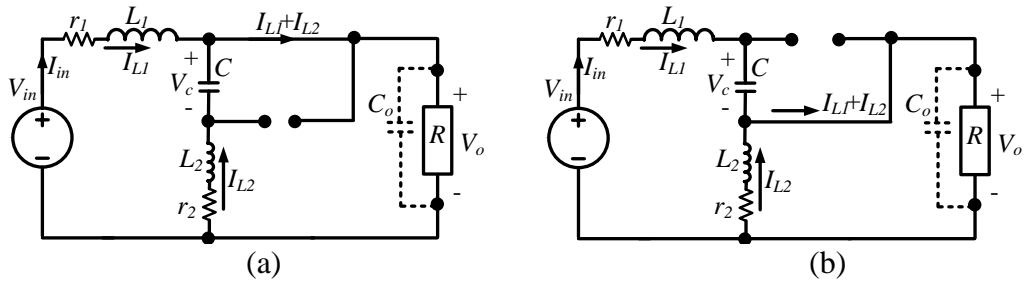 r1 L1 IL1+IL2
Iin IL1 + C
Vin Vc Co +
+ - R Vo
- L2 IL2 -
r2
(a)
r1 L1
Iin IL1 + C
Vin Vc IL1+IL2 Co +
+ - R Vo
- L2 IL2 -
r2
(b)